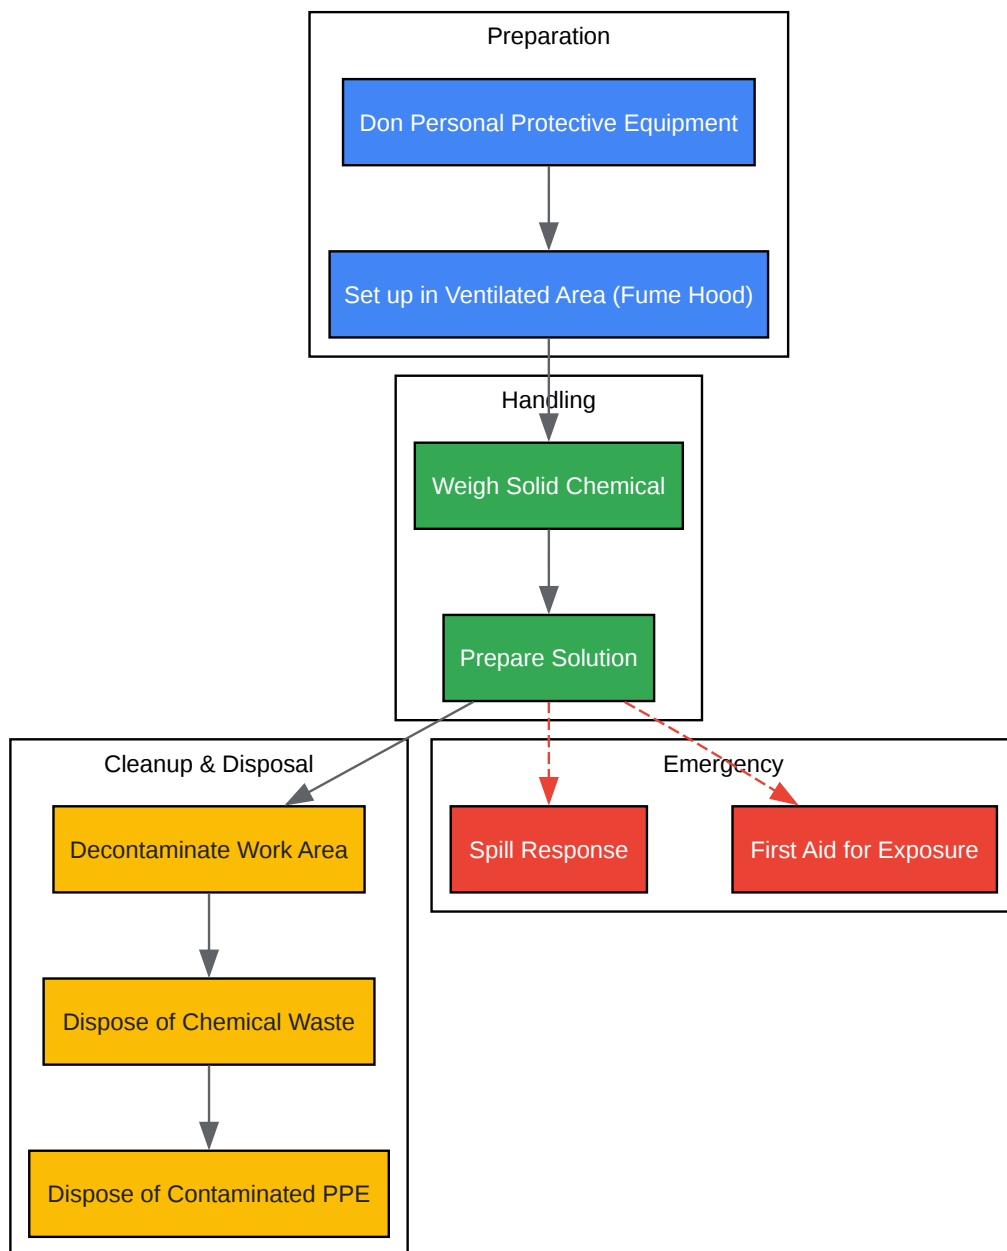 Preparation
Don Personal Protective Equipment
Set up in Ventilated Area (Fume Hood)
Handling
Weigh Solid Chemical
Prepare Solution
Cleanup & Disposal
Decontaminate Work Area
Dispose of Chemical Waste
Dispose of Contaminated PPE
Emergency
Spill Response
First Aid for Exposure